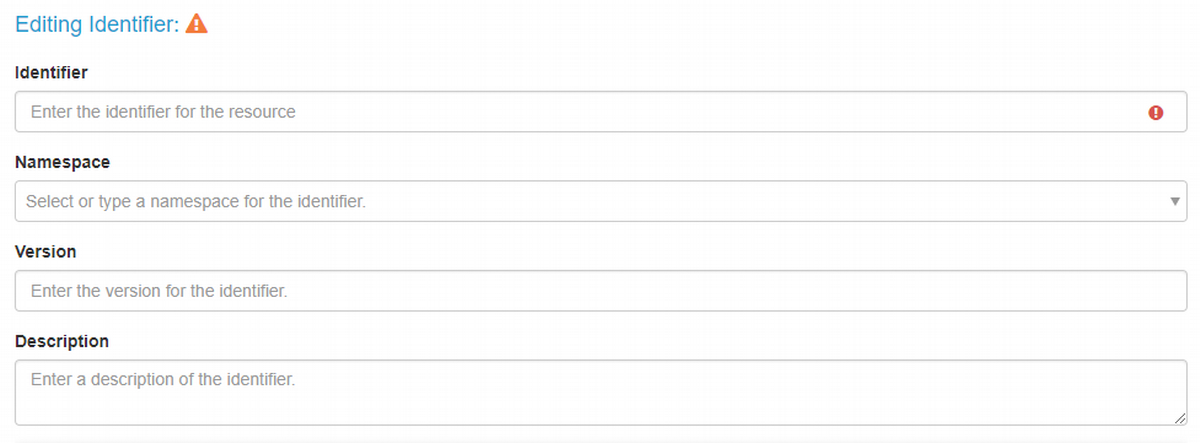 Editing Identifier:
Identifier
Enter the identifier for the resource
Namespace
Select or type a namespace for the identifier.
Version
Enter the version for the identifier.
Description
Enter a description of the identifier.